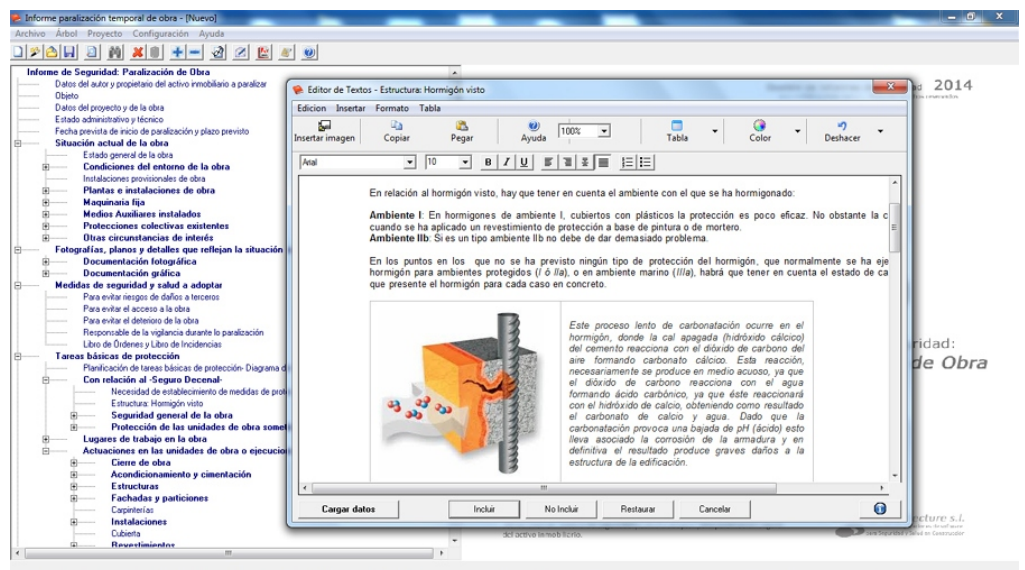 Informe paralización temporal de obra - [Nuevo]
Archivo Árbol Proyecto Configuración Ayuda
Informe de Seguridad: Paralización de Obra
Datos del autor y propietario del activo inmobiliario a paralizar
Objeto
Datos del proyecto y de la obra
Estado administrativo y técnico
Fecha prevista de inicio de paralización y plazo previsto
Situación actual de la obra
Estado general de la obra
Condiciones del entorno de la obra
Instalaciones provisionales de obra
Plantas e instalaciones de obra
Maquinaria fija
Medios Auxiliares instalados
Protecciones colectivas existentes
Otras circunstancias de interés
Fotografías, planos y detalles que reflejan la situación
Documentación fotográfica
Documentación gráfica
Medidas de seguridad y salud a adoptar
Para evitar riesgos de daños a terceros
Para evitar el acceso a la obra
Para evitar el deterioro de la obra
Responsable de la vigilancia durante lo paralización
Libro de Órdenes y Libro de Incidencias
Tareas básicas de protección
Planificación de tareas básicas de protección- Diagrama d
Con relación al -Seguro Decenal-
Necesidad de establecimiento de medidas de prot
Estructura: Hormigón visto
Seguridad general de la obra
Protección de las unidades de obra somet
Lugares de trabajo en la obra
Actuaciones en las unidades de obra o ejecucion
Cierre de obra
Acondicionamiento y cimentación
Estructuras
Fachadas y particiones
Carpinterías
Instalaciones
Cubierta
Revestimientos
Editor de Textos - Estructura: Hormigón visto
Edicion Insertar Formato Tabla
Insertar imagen Copiar Pegar Ayuda 100% Tabla Color Deshacer
Arial 10 B I U
En relación al hormigón visto, hay que tener en cuenta el ambiente con el que se ha hormigonado:
Ambiente I: En hormigones de ambiente I, cubiertos con plásticos la protección es poco eficaz. No obstante la c
cuando se ha aplicado un revestimiento de protección a base de pintura o de mortero.
Ambiente IIb: Si es un tipo ambiente IIb no debe de dar demasiado problema.
En los puntos en los que no se ha previsto ningún tipo de protección del hormigón, que normalmente se ha eje
hormigón para ambientes protegidos (I ó IIa), o en ambiente marino (IIIa), habrá que tener en cuenta el estado de ca
que presente el hormigón para cada caso en concreto.
Este proceso lento de carbonatación ocurre en el
hormigón, donde la cal apagada (hidróxido cálcico)
del cemento reacciona con el dióxido de carbono del
aire formando carbonato cálcico. Esta reacción,
necesariamente se produce en medio acuoso, ya que
el dióxido de carbono reacciona con el agua
formando ácido carbónico, ya que éste reaccionará
con el hidróxido de calcio, obteniendo como resultado
el carbonato de calcio y agua. Dado que la
carbonatación provoca una bajada de pH (ácido) esto
lleva asociado la corrosión de la armadura y en
definitiva el resultado produce graves daños a la
estructura de la edificación.
Cargar datos Incluir No Incluir Restaurar Cancelar
2014
ridad:
de Obra
cture s.l.
del activo inmobiliario.